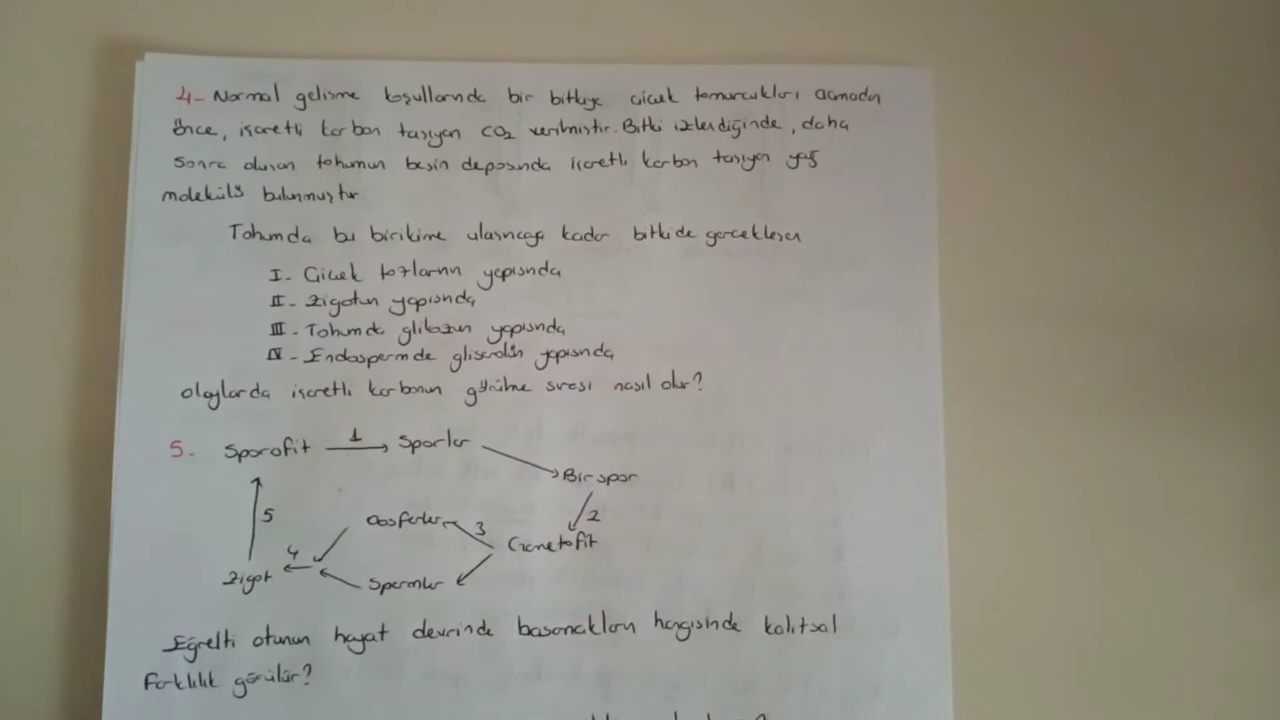 4- Normal gelişme koşullarında bir bitkiye çiçek tomurcukları açmadan
önce, işaretli karbon taşıyan CO2 verilmiştir. Bitki izlendiğinde, daha
sonra oluşan tohumun besin deposunda işaretli karbon taşıyan yağ
molekülü bulunmuştur.
Tohumda bu birikime ulaşıncaya kadar bitkide gerçekleşen
I- Çiçek tozlarının yapısında
II- Zigotun yapısında
III- Tohumda glikozun yapısında
IV- Endospermde gliserolün yapısında
olaylarda işaretli karbonun görülme sırası nasıl olur?
5. Sporofit 1 Sporlar
Bir spor
5 Oosferler 3 2
Gametofit
4
Zigot Spermler
Eğrelti otunun hayat devrinde basamakların hangisinde kalıtsal
farklılık görülür?